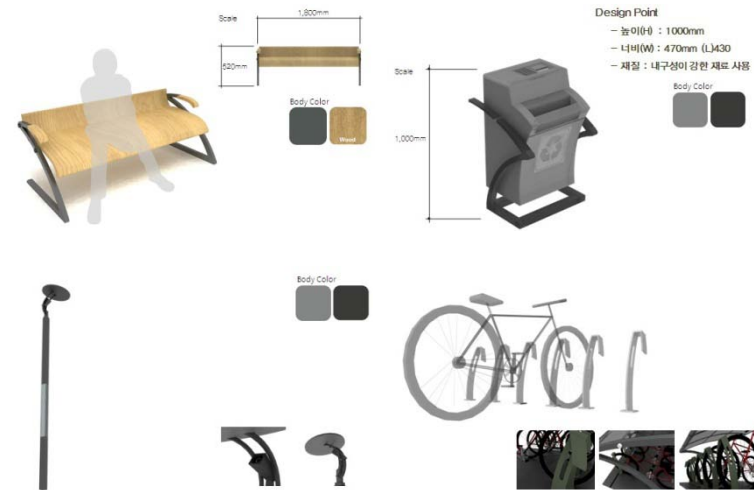 Scale
1,800mm
620mm
Body Color
Wood
Scale
1,000mm
Design Point
- 높이(H) : 1000mm
- 너비(W) : 470mm (L)430
- 재질 : 내구성이 강한 재료 사용
Body Color
Body Color